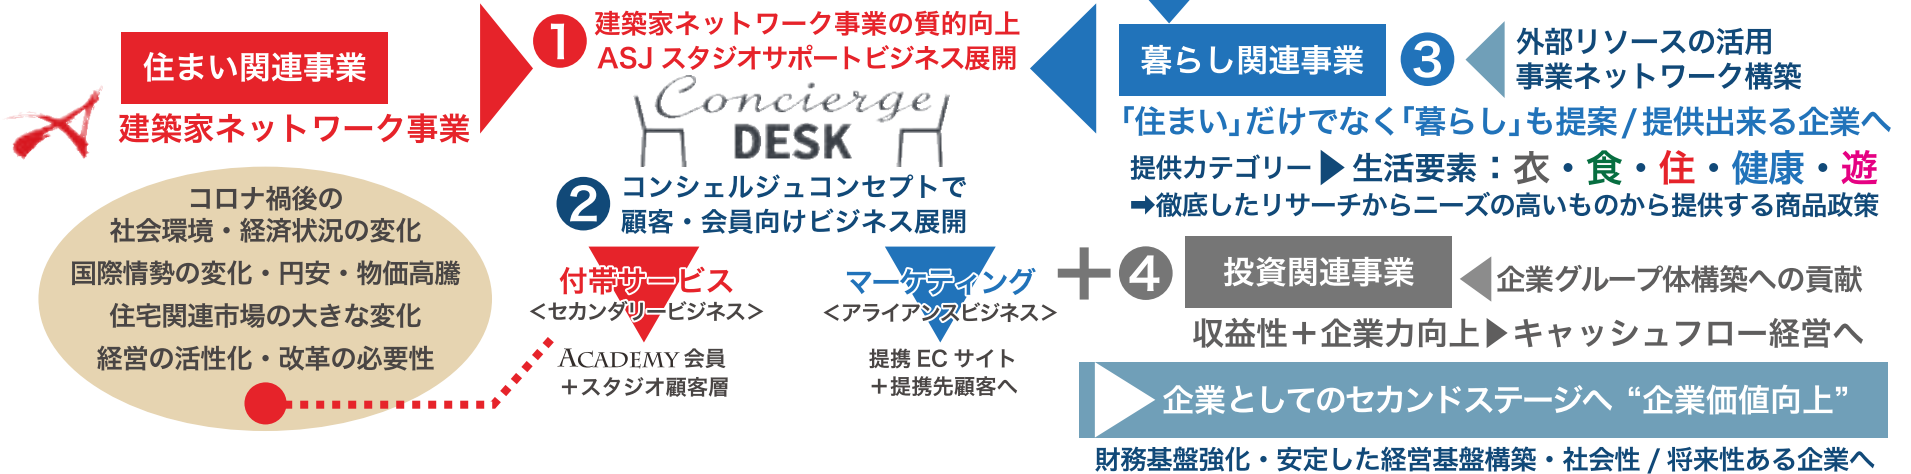 住まい関連事業
建築家ネットワーク事業
コロナ禍後の
社会環境・経済状況の変化
国際情勢の変化・円安・物価高騰
住宅関連市場の大きな変化
経営の活性化・改革の必要性
1 建築家ネットワーク事業の質的向上
ASJ スタジオサポートビジネス展開
Concierge
DESK
2 コンシェルジュコンセプトで
顧客・会員向けビジネス展開
付帯サービス
＜セカンダリービジネス＞
ACADEMY 会員
＋スタジオ顧客層
マーケティング
＜アライアンスビジネス＞
提携 EC サイト
＋提携先顧客へ
暮らし関連事業 3
外部リソースの活用
事業ネットワーク構築
「住まい」だけでなく「暮らし」も提案 / 提供出来る企業へ
提供カテゴリー▶生活要素：衣・食・住・健康・遊
➡徹底したリサーチからニーズの高いものから提供する商品政策
＋4 投資関連事業
企業グループ体構築への貢献
収益性＋企業力向上▶キャッシュフロー経営へ
企業としてのセカンドステージへ “企業価値向上”
財務基盤強化・安定した経営基盤構築・社会性 / 将来性ある企業へ